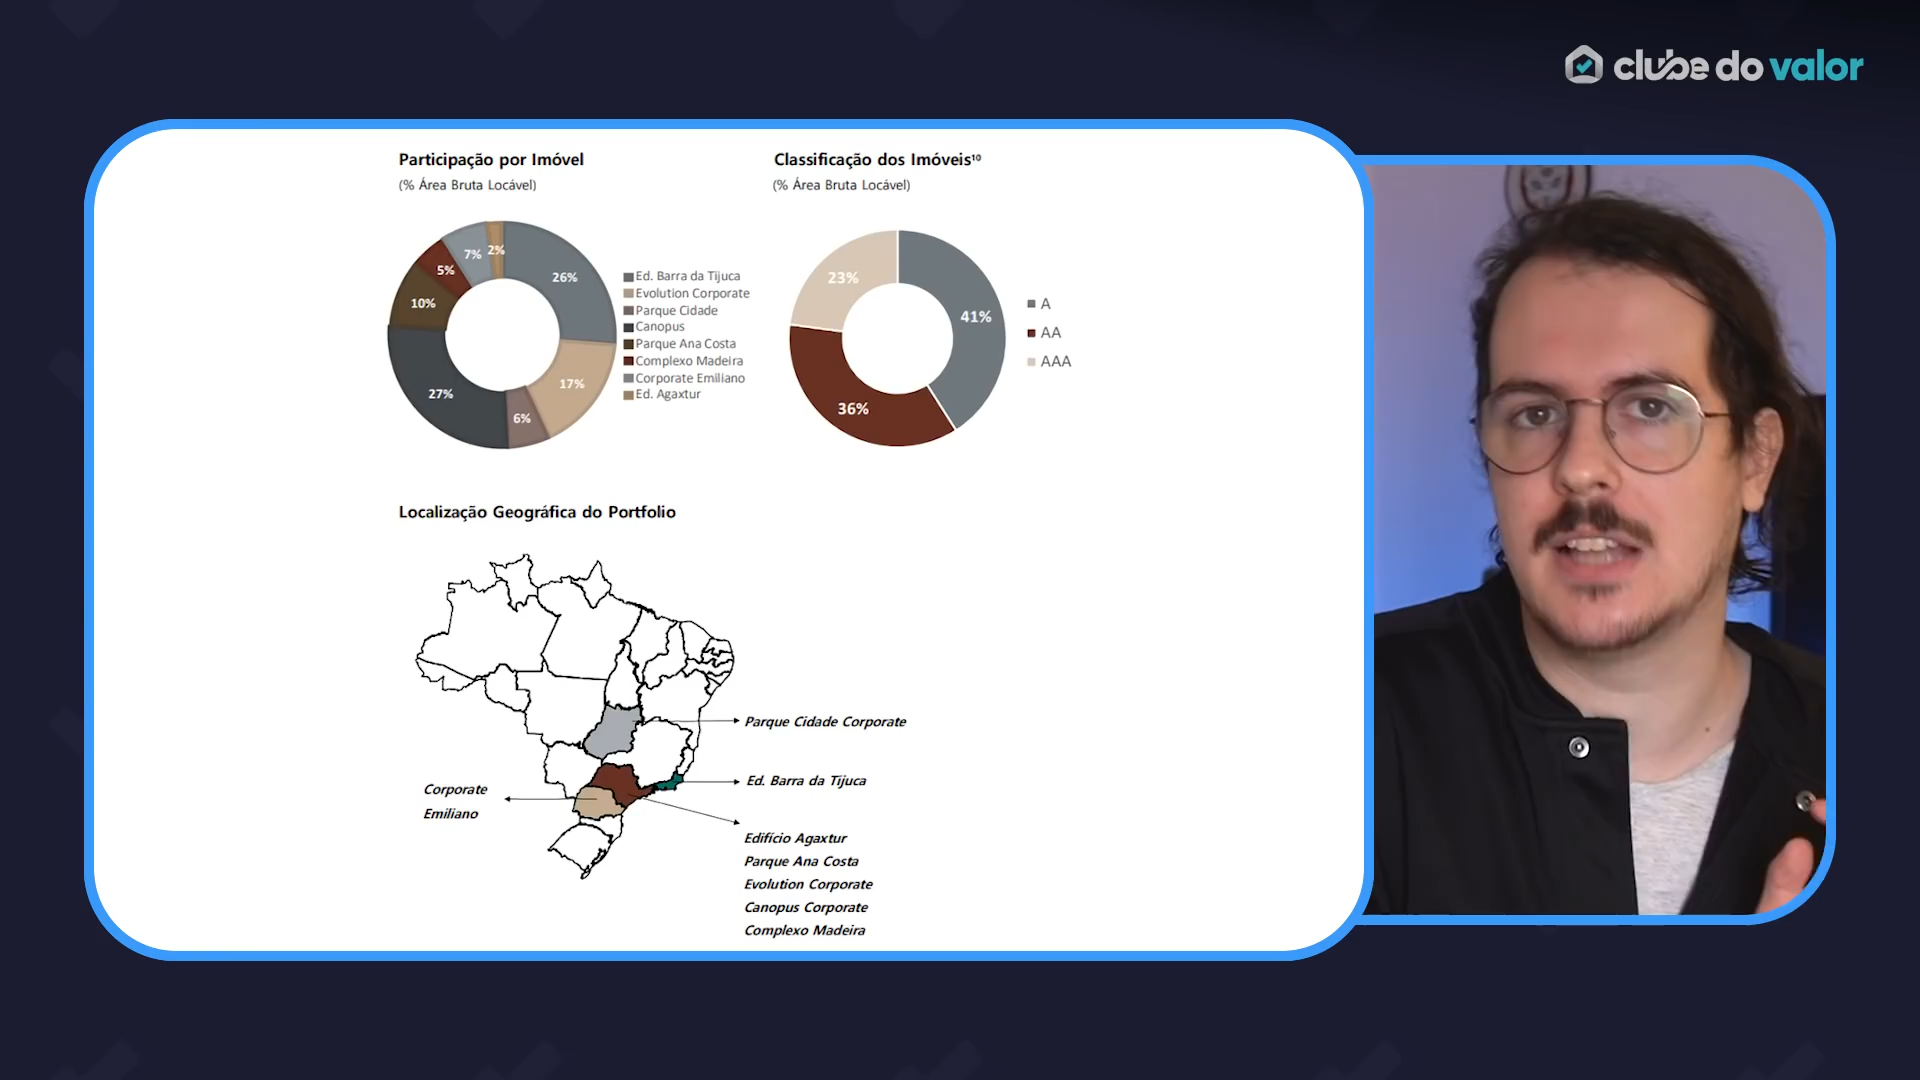 clube do valor
Participação por Imóvel
(% Área Bruta Locável)
7%
2%
26%
5%
10%
17%
27%
6%
Ed. Barra da Tijuca
Evolution Corporate
Parque Cidade
Canopus
Parque Ana Costa
Complexo Madeira
Corporate Emiliano
Ed. Agaxtur
Classificação dos Imóveis¹⁰
(% Área Bruta Locável)
23%
41%
36%
A
AA
AAA
Localização Geográfica do Portfolio
Parque Cidade Corporate
Ed. Barra da Tijuca
Corporate
Emiliano
Edifício Agaxtur
Parque Ana Costa
Evolution Corporate
Canopus Corporate
Complexo Madeira